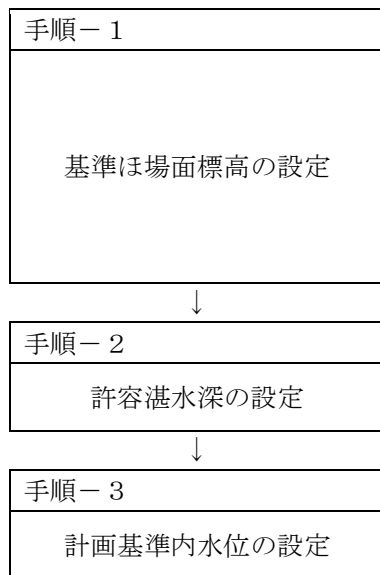 手順－１
基準ほ場面標高の設定
↓
手順－２
許容湛水深の設定
↓
手順－３
計画基準内水位の設定